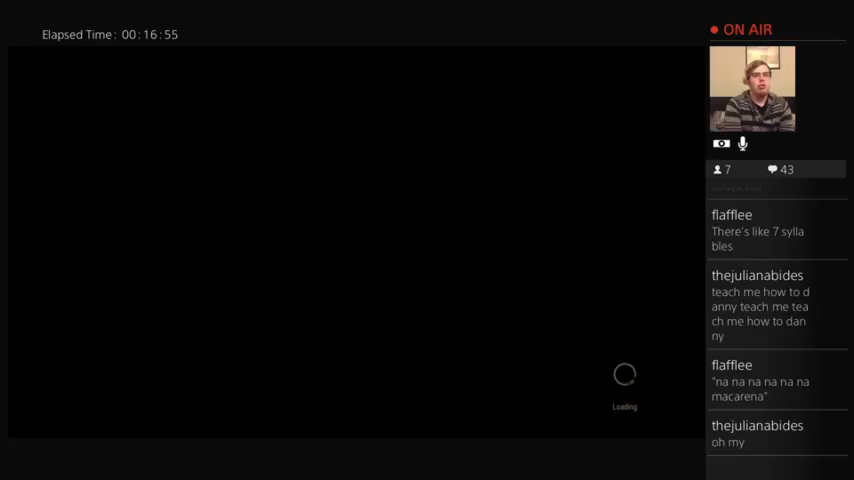 Elapsed Time: 00:16:55
ON AIR
7 43
flafflee
There's like 7 sylla
bles
thejulianabides
teach me how to d
anny teach me tea
ch me how to dan
ny
flafflee
"na na na na na na
macarena"
thejulianabides
oh my
Loading